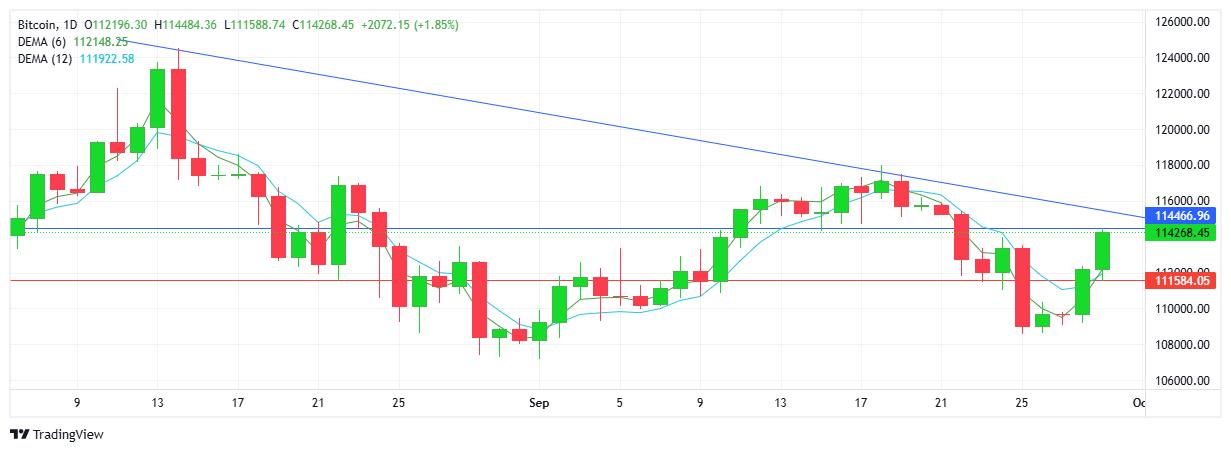 Bitcoin, 1D O112196.30 H114484.36 L111588.74 C114268.45 +2072.15 (+1.85%)
DEMA (6) 112148.25
DEMA (12) 111922.58
126000.00
124000.00
122000.00
120000.00
118000.00
116000.00
114466.96
114268.45
112000.00
111584.05
110000.00
108000.00
106000.00
9 13 17 21 25 Sep 5 9 13 17 21 25 Oc
TradingView